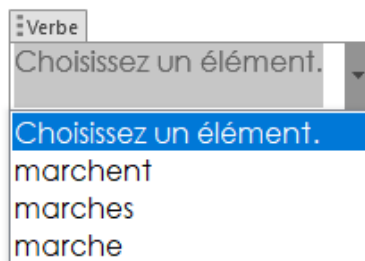 Verbe
Choisissez un élément.
Choisissez un élément.
marchent
marches
marche